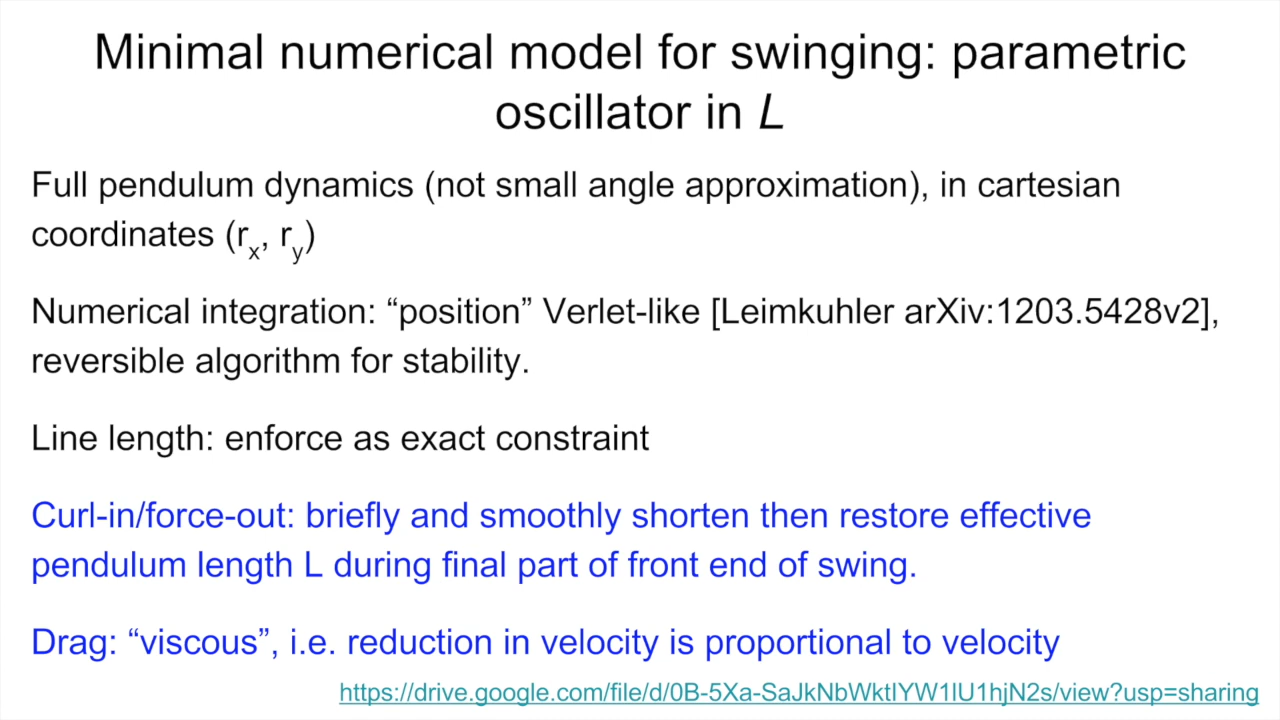 Minimal numerical model for swinging: parametric
oscillator in L
Full pendulum dynamics (not small angle approximation), in cartesian
coordinates (rx, ry)
Numerical integration: “position” Verlet-like [Leimkuhler arXiv:1203.5428v2],
reversible algorithm for stability.
Line length: enforce as exact constraint
Curl-in/force-out: briefly and smoothly shorten then restore effective
pendulum length L during final part of front end of swing.
Drag: “viscous”, i.e. reduction in velocity is proportional to velocity
https://drive.google.com/file/d/0B-5Xa-SaJkNbWktIYW1lU1hjN2s/view?usp=sharing